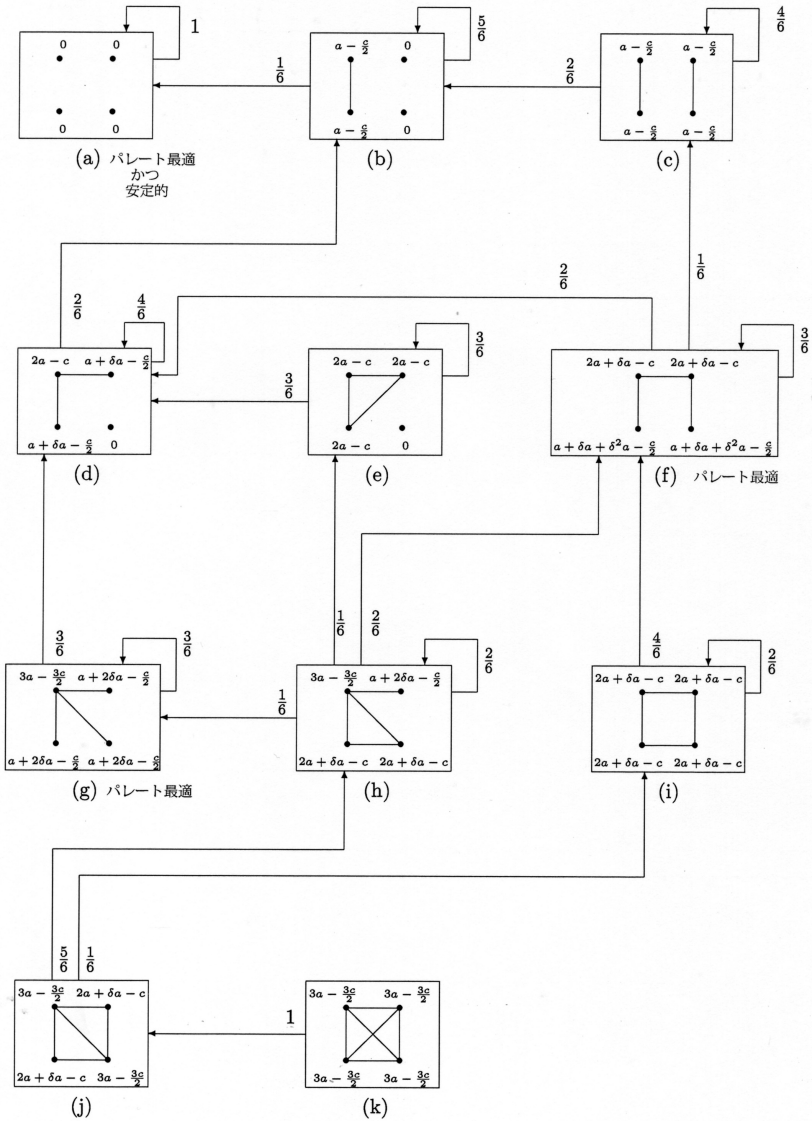 1
0 0
0 0
(a) パレート最適
かつ
安定的
1/6
5/6
a − c/2 0
a − c/2 0
(b)
2/6
4/6
a − c/2 a − c/2
a − c/2 a − c/2
(c)
2/6
4/6
2a − c a + δa − c/2
a + δa − c/2 0
(d)
3/6
3/6
2a − c 2a − c
2a − c 0
(e)
2/6
1/6
3/6
2a + δa − c 2a + δa − c
a + δa + δ²a − c/2 a + δa + δ²a − c/2
(f) パレート最適
3/6
3/6
3a − 3c/2 a + 2δa − c/2
a + 2δa − c/2 a + 2δa − c/2
(g) パレート最適
1/6
1/6
2/6
2/6
3a − 3c/2 a + 2δa − c/2
2a + δa − c 2a + δa − c
(h)
4/6
2/6
2a + δa − c 2a + δa − c
2a + δa − c 2a + δa − c
(i)
5/6
1/6
3a − 3c/2 2a + δa − c
2a + δa − c 3a − 3c/2
(j)
1
3a − 3c/2 3a − 3c/2
3a − 3c/2 3a − 3c/2
(k)